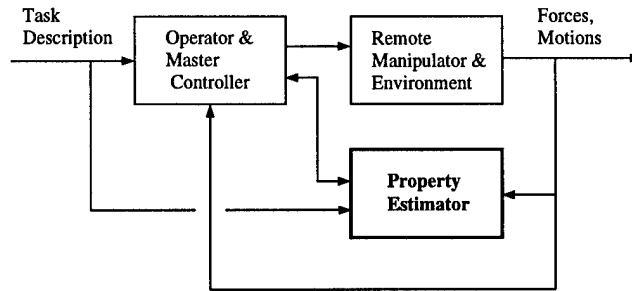 Task
Description
Operator &
Master
Controller
Remote
Manipulator &
Environment
Forces,
Motions
Property
Estimator